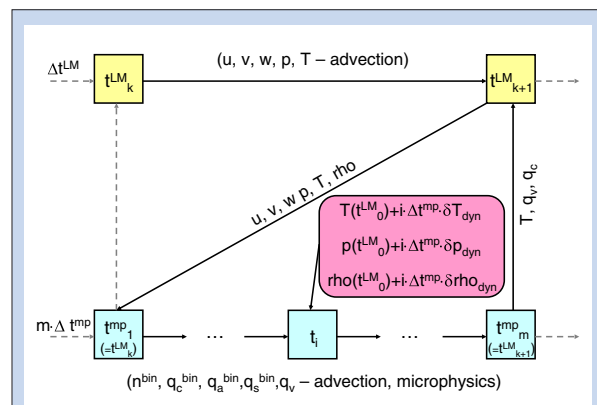 (u, v, w, p, T – advection)
Δt^LM
t^LM_k
t^LM_k+1
u, v, w p, T, rho
T, q_v, q_c
T(t^LM_0)+i·Δt^mp·δT_dyn
p(t^LM_0)+i·Δt^mp·δp_dyn
rho(t^LM_0)+i·Δt^mp·δrho_dyn
m·Δ t^mp
t^mp_1
(=t^LM_k)
...
t_i
...
t^mp_m
(=t^LM_k+1)
(n^bin, q_c^bin, q_a^bin,q_s^bin,q_v – advection, microphysics)